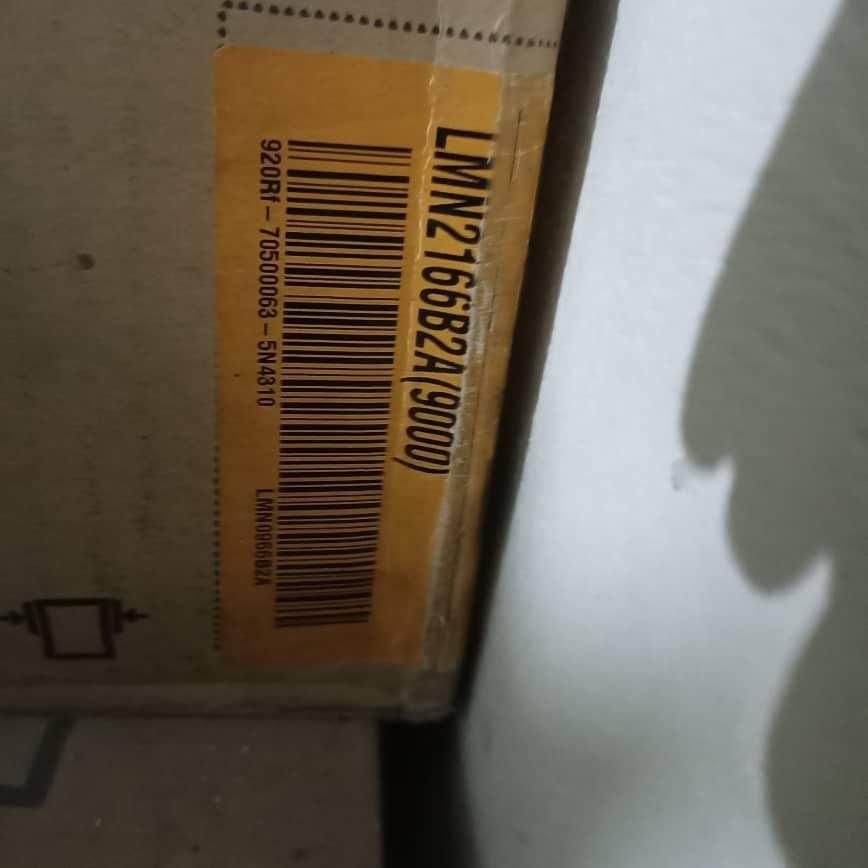 LMN2166B2A(9000)
920Rf - 70500063 - 5N4310 LMN0966B2A